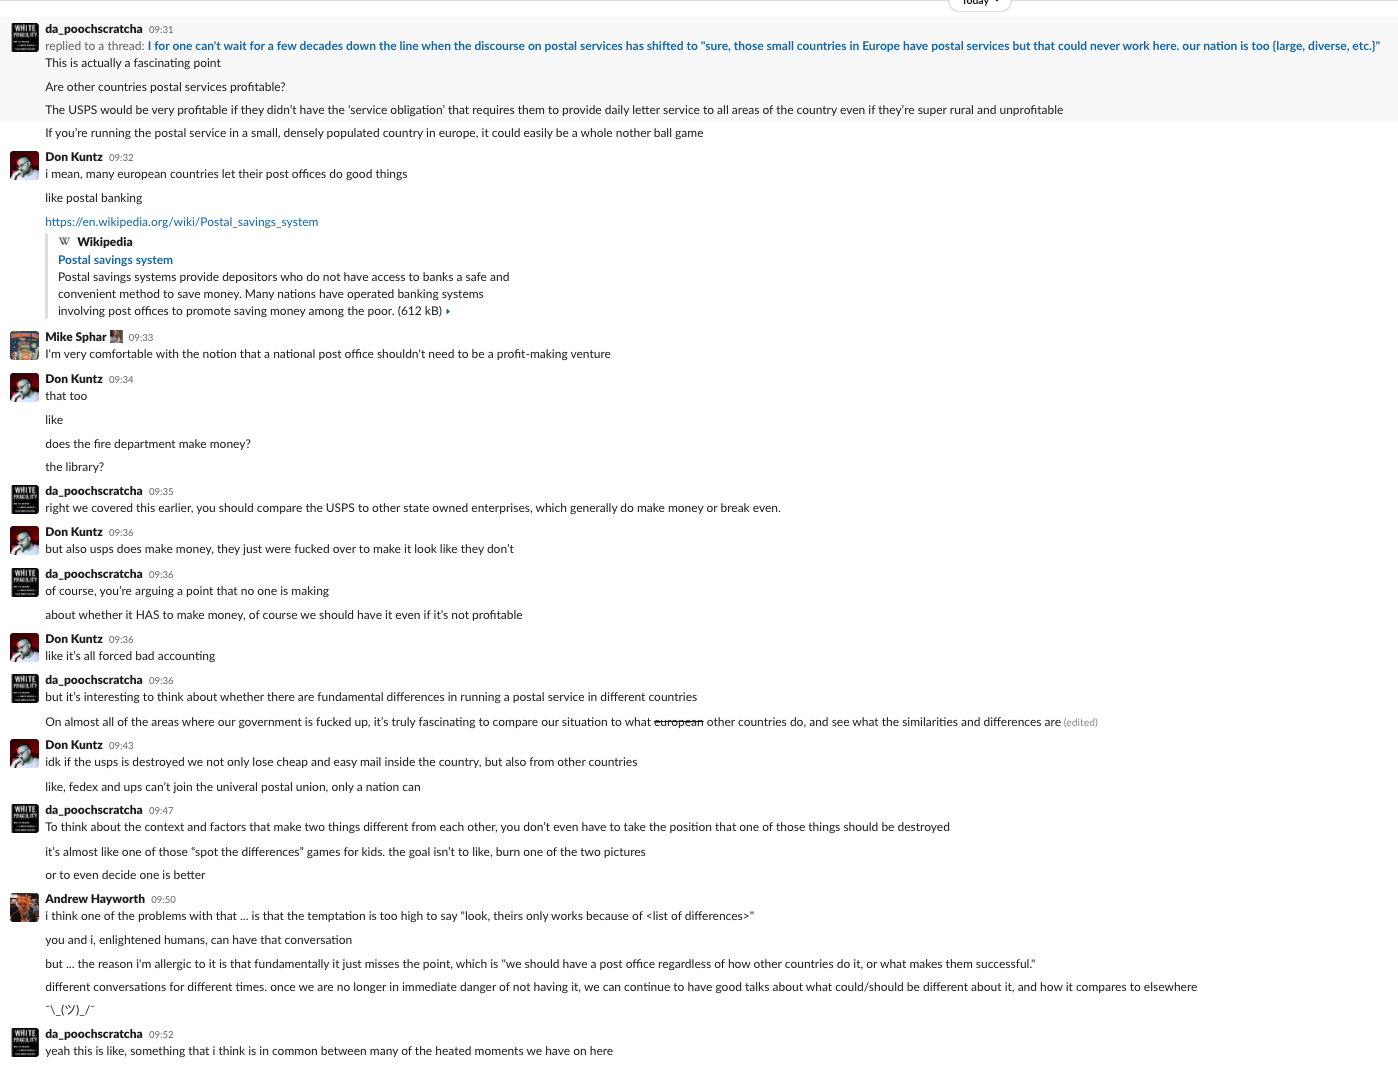 Today
da_poochscratcha 09:31
replied to a thread: I for one can't wait for a few decades down the line when the discourse on postal services has shifted to "sure, those small countries in Europe have postal services but that could never work here. our nation is too {large, diverse, etc.}"
This is actually a fascinating point
Are other countries postal services profitable?
The USPS would be very profitable if they didn’t have the ‘service obligation’ that requires them to provide daily letter service to all areas of the country even if they’re super rural and unprofitable
If you’re running the postal service in a small, densely populated country in europe, it could easily be a whole nother ball game
Don Kuntz 09:32
i mean, many european countries let their post offices do good things
like postal banking
https://en.wikipedia.org/wiki/Postal_savings_system
W Wikipedia
Postal savings system
Postal savings systems provide depositors who do not have access to banks a safe and
convenient method to save money. Many nations have operated banking systems
involving post offices to promote saving money among the poor. (612 kB)
Mike Sphar 09:33
I'm very comfortable with the notion that a national post office shouldn't need to be a profit-making venture
Don Kuntz 09:34
that too
like
does the fire department make money?
the library?
da_poochscratcha 09:35
right we covered this earlier, you should compare the USPS to other state owned enterprises, which generally do make money or break even.
Don Kuntz 09:36
but also usps does make money, they just were fucked over to make it look like they don’t
da_poochscratcha 09:36
of course, you’re arguing a point that no one is making
about whether it HAS to make money, of course we should have it even if it’s not profitable
Don Kuntz 09:36
like it’s all forced bad accounting
da_poochscratcha 09:36
but it’s interesting to think about whether there are fundamental differences in running a postal service in different countries
On almost all of the areas where our government is fucked up, it’s truly fascinating to compare our situation to what european other countries do, and see what the similarities and differences are (edited)
Don Kuntz 09:43
idk if the usps is destroyed we not only lose cheap and easy mail inside the country, but also from other countries
like, fedex and ups can’t join the univeral postal union, only a nation can
da_poochscratcha 09:47
To think about the context and factors that make two things different from each other, you don’t even have to take the position that one of those things should be destroyed
it’s almost like one of those “spot the differences” games for kids. the goal isn’t to like, burn one of the two pictures
or to even decide one is better
Andrew Hayworth 09:50
i think one of the problems with that ... is that the temptation is too high to say "look, theirs only works because of <list of differences>"
you and i, enlightened humans, can have that conversation
but ... the reason i'm allergic to it is that fundamentally it just misses the point, which is "we should have a post office regardless of how other countries do it, or what makes them successful."
different conversations for different times. once we are no longer in immediate danger of not having it, we can continue to have good talks about what could/should be different about it, and how it compares to elsewhere
¯\_(ツ)_/¯
da_poochscratcha 09:52
yeah this is like, something that i think is in common between many of the heated moments we have on here